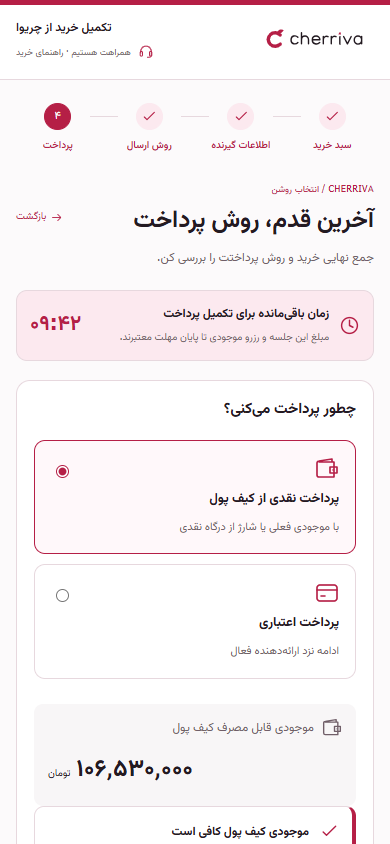 cherriva
تکمیل خرید از چریوا
همراهت هستیم · راهنمای خرید
سبد خرید
اطلاعات گیرنده
روش ارسال
۴
پرداخت
CHERRIVA / انتخاب روشن
آخرین قدم، روش پرداخت
بازگشت
جمع نهایی خرید و روش پرداختت را بررسی کن.
زمان باقی‌مانده برای تکمیل پرداخت
مبلغ این جلسه و رزرو موجودی تا پایان مهلت معتبرند.
۰۹:۴۲
چطور پرداخت می‌کنی؟
پرداخت نقدی از کیف پول
با موجودی فعلی یا شارژ از درگاه نقدی
پرداخت اعتباری
ادامه نزد ارائه‌دهنده فعال
موجودی قابل مصرف کیف پول
۱۰۶,۵۳۰,۰۰۰ تومان
موجودی کیف پول کافی است